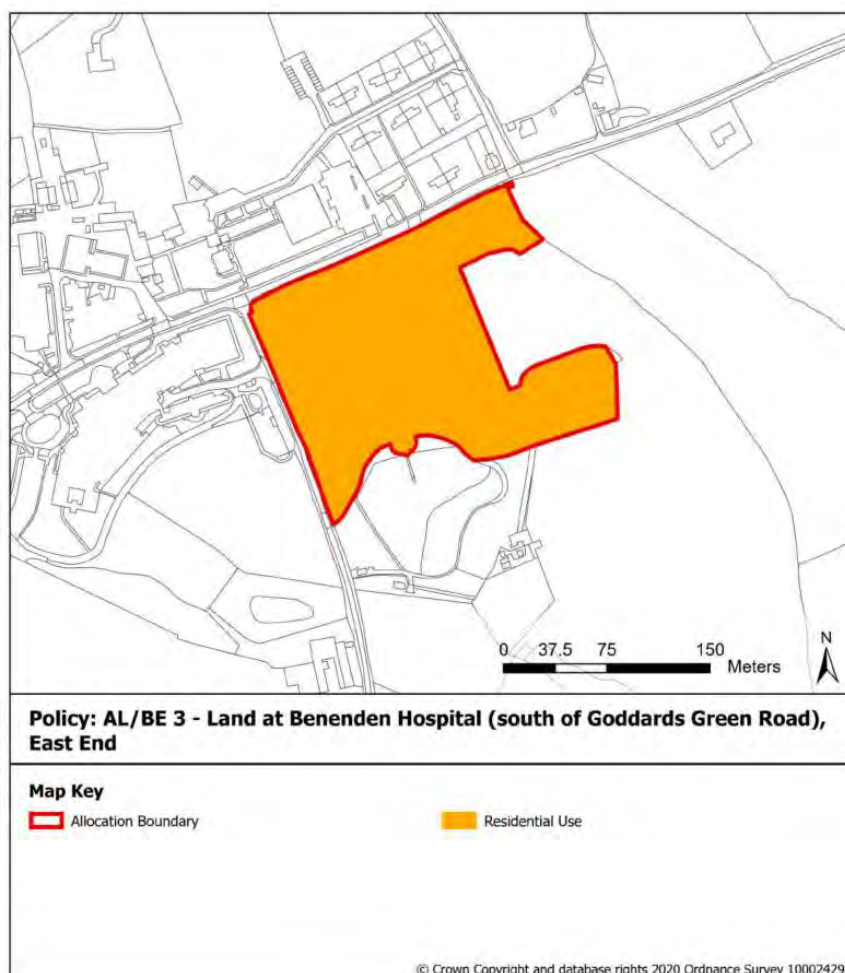 N
0 37.5 75 150
Meters
Policy: AL/BE 3 - Land at Benenden Hospital (south of Goddards Green Road),
East End
Map Key
Allocation Boundary
Residential Use
© Crown Copyright and database rights 2020 Ordnance Survey 10002429